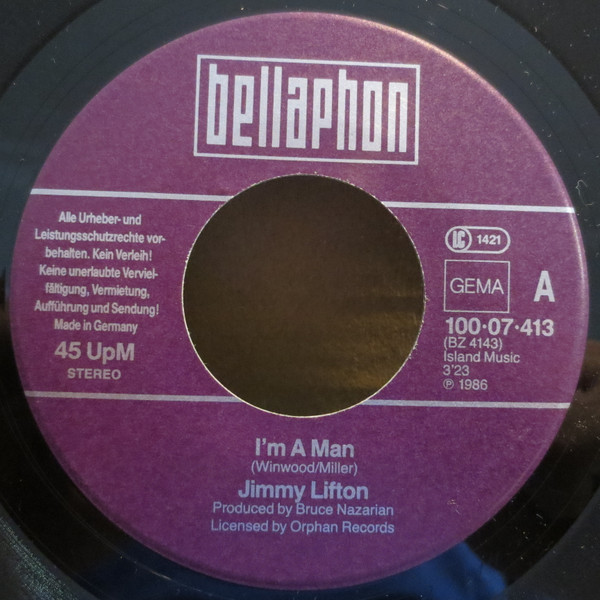 bellaphon
Alle Urheber- und
Leistungsschutzrechte vor-
behalten. Kein Verleih!
Keine unerlaubte Verviel-
fältigung, Vermietung,
Aufführung und Sendung!
Made in Germany
45 UpM
STEREO
LC 1421
GEMA
A
100·07·413
(BZ 4143)
Island Music
3'23
℗ 1986
I'm A Man
(Winwood/Miller)
Jimmy Lifton
Produced by Bruce Nazarian
Licensed by Orphan Records